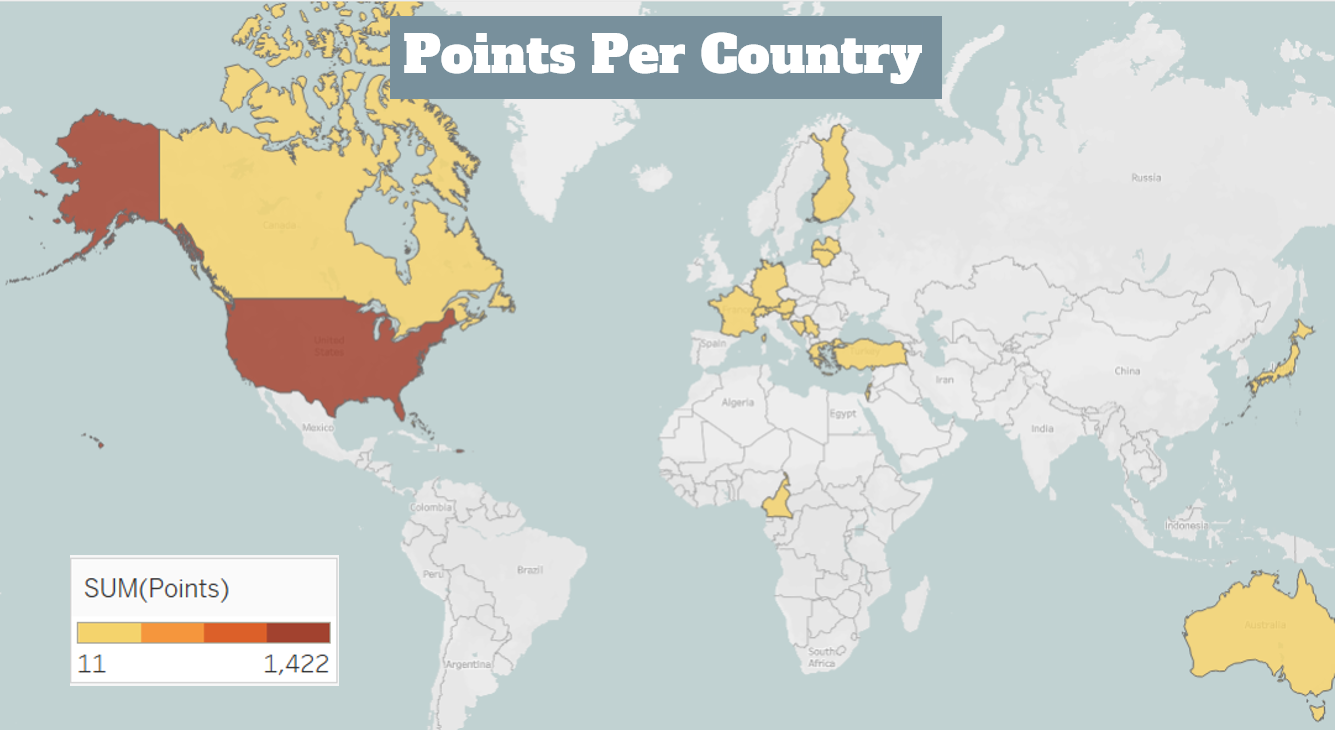 Points Per Country
Russia
Canada
United
States
France
Spain
Turkey
China
Iran
Algeria
Egypt
India
Mexico
Colombia
Indonesia
Peru
Brazil
SUM(Points)
11
1,422
Australia
South
Africa
Argentina